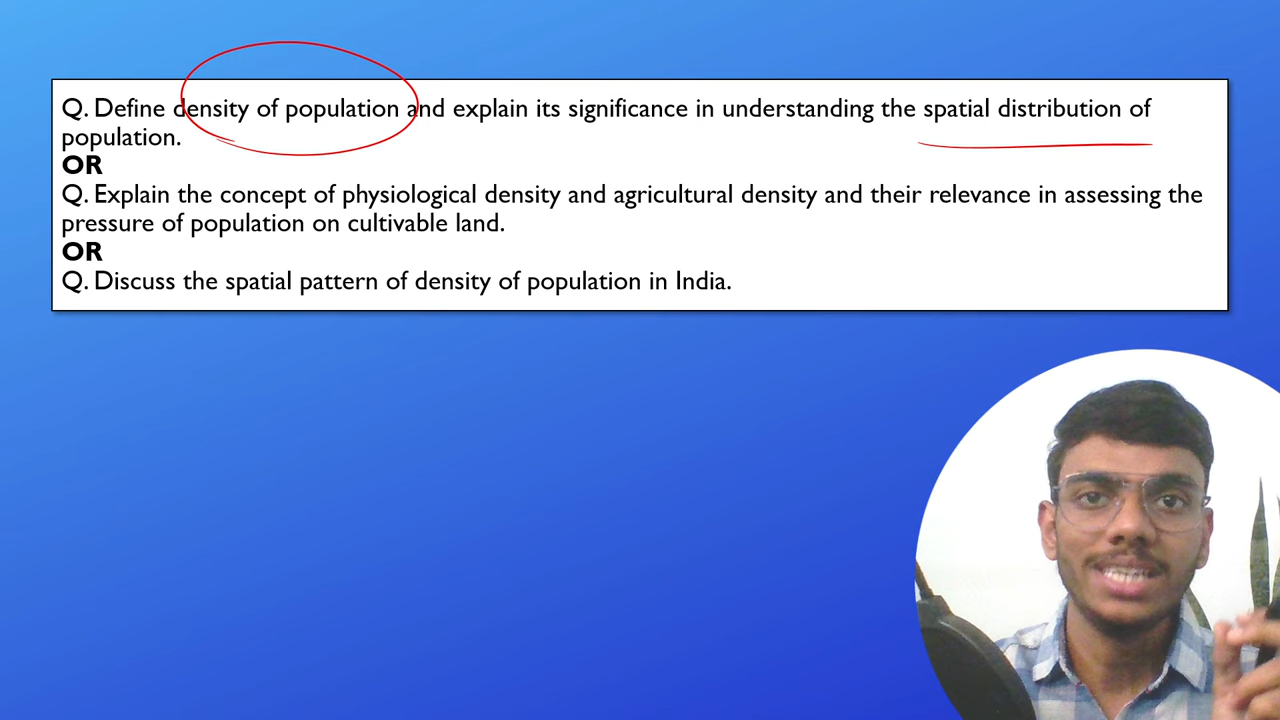 Q. Define density of population and explain its significance in understanding the spatial distribution of
population.
OR
Q. Explain the concept of physiological density and agricultural density and their relevance in assessing the
pressure of population on cultivable land.
OR
Q. Discuss the spatial pattern of density of population in India.